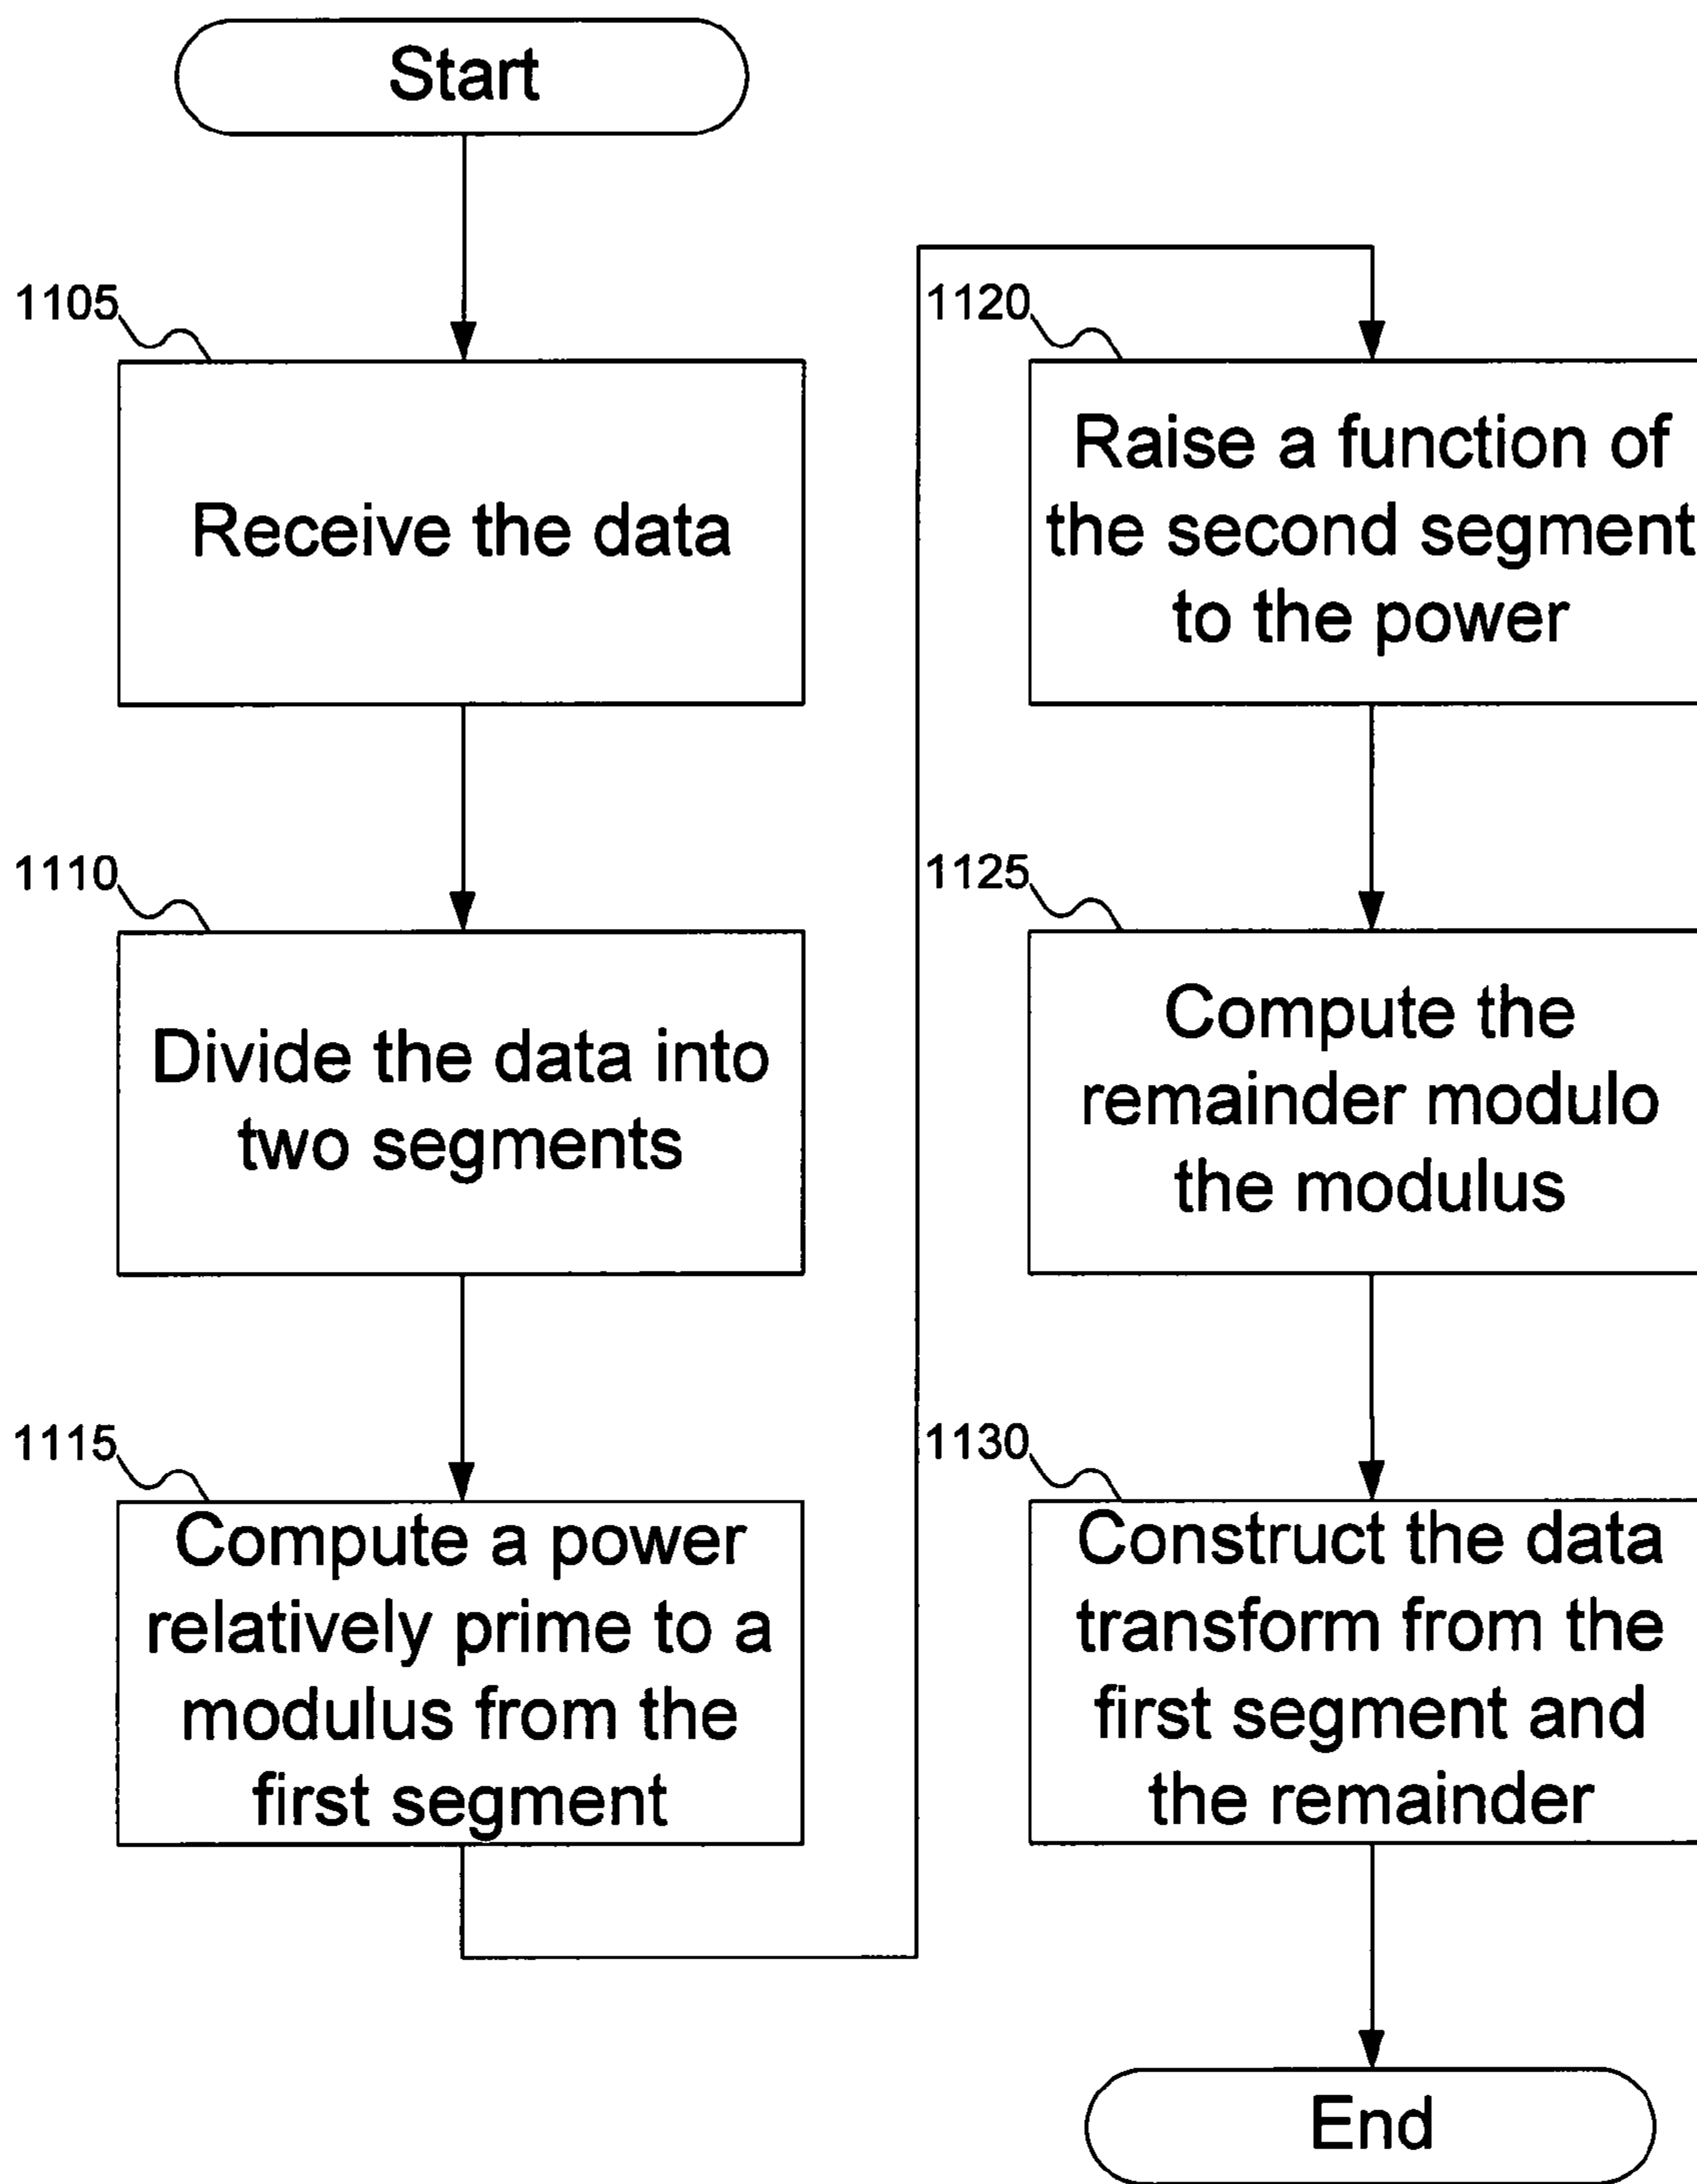 Start
1105
Receive the data
1110
Divide the data into
two segments
1115
Compute a power
relatively prime to a
modulus from the
first segment
1120
Raise a function of
the second segment
to the power
1125
Compute the
remainder modulo
the modulus
1130
Construct the data
transform from the
first segment and
the remainder
End